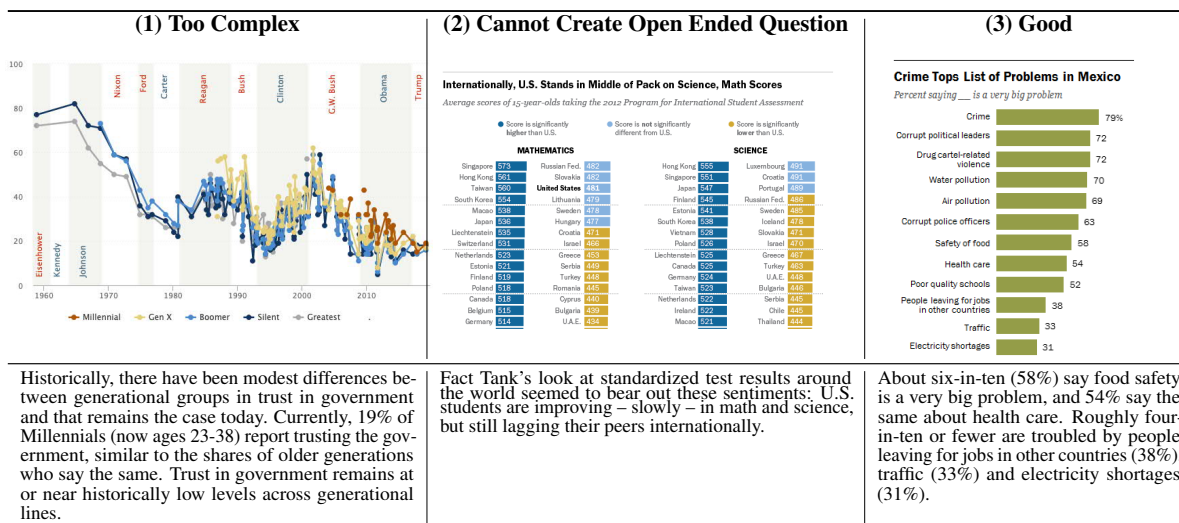 (1) Too Complex
(2) Cannot Create Open Ended Question
(3) Good
100
80
60
40
20
0
Eisenhower
Kennedy
Johnson
Nixon
Ford
Carter
Reagan
Bush
Clinton
G.W. Bush
Obama
Trump
1960
1970
1980
1990
2000
2010
Millennial
Gen X
Boomer
Silent
Greatest
Internationally, U.S. Stands in Middle of Pack on Science, Math Scores
Average scores of 15-year-olds taking the 2012 Program for International Student Assessment
Score is significantly higher than U.S.
Score is not significantly different from U.S.
Score is significantly lower than U.S.
MATHEMATICS
Singapore 573
Hong Kong 561
Taiwan 560
South Korea 554
Macao 538
Japan 536
Liechtenstein 535
Switzerland 531
Netherlands 523
Estonia 521
Finland 519
Poland 518
Canada 518
Belgium 515
Germany 514
Russian Fed. 482
Slovakia 482
United States 481
Lithuania 479
Sweden 478
Hungary 477
Croatia 471
Israel 466
Greece 453
Serbia 449
Turkey 448
Romania 445
Cyprus 440
Bulgaria 439
U.A.E. 434
SCIENCE
Hong Kong 555
Singapore 551
Japan 547
Finland 545
Estonia 541
South Korea 538
Vietnam 528
Poland 526
Liechtenstein 525
Canada 525
Germany 524
Taiwan 523
Netherlands 522
Ireland 522
Macao 521
Luxembourg 491
Croatia 491
Portugal 489
Russian Fed. 486
Sweden 485
Iceland 478
Slovakia 471
Israel 470
Greece 467
Turkey 463
U.A.E. 448
Bulgaria 446
Serbia 445
Chile 445
Thailand 444
Crime Tops List of Problems in Mexico
Percent saying __ is a very big problem
Crime 79%
Corrupt political leaders 72
Drug cartel-related violence 72
Water pollution 70
Air pollution 69
Corrupt police officers 63
Safety of food 58
Health care 54
Poor quality schools 52
People leaving for jobs in other countries 38
Traffic 33
Electricity shortages 31
Historically, there have been modest differences be-
tween generational groups in trust in government
and that remains the case today. Currently, 19% of
Millennials (now ages 23-38) report trusting the gov-
ernment, similar to the shares of older generations
who say the same. Trust in government remains at
or near historically low levels across generational
lines.
Fact Tank's look at standardized test results around
the world seemed to bear out these sentiments: U.S.
students are improving – slowly – in math and science,
but still lagging their peers internationally.
About six-in-ten (58%) say food safety
is a very big problem, and 54% say the
same about health care. Roughly four-
in-ten or fewer are troubled by people
leaving for jobs in other countries (38%)
traffic (33%) and electricity shortages
(31%).